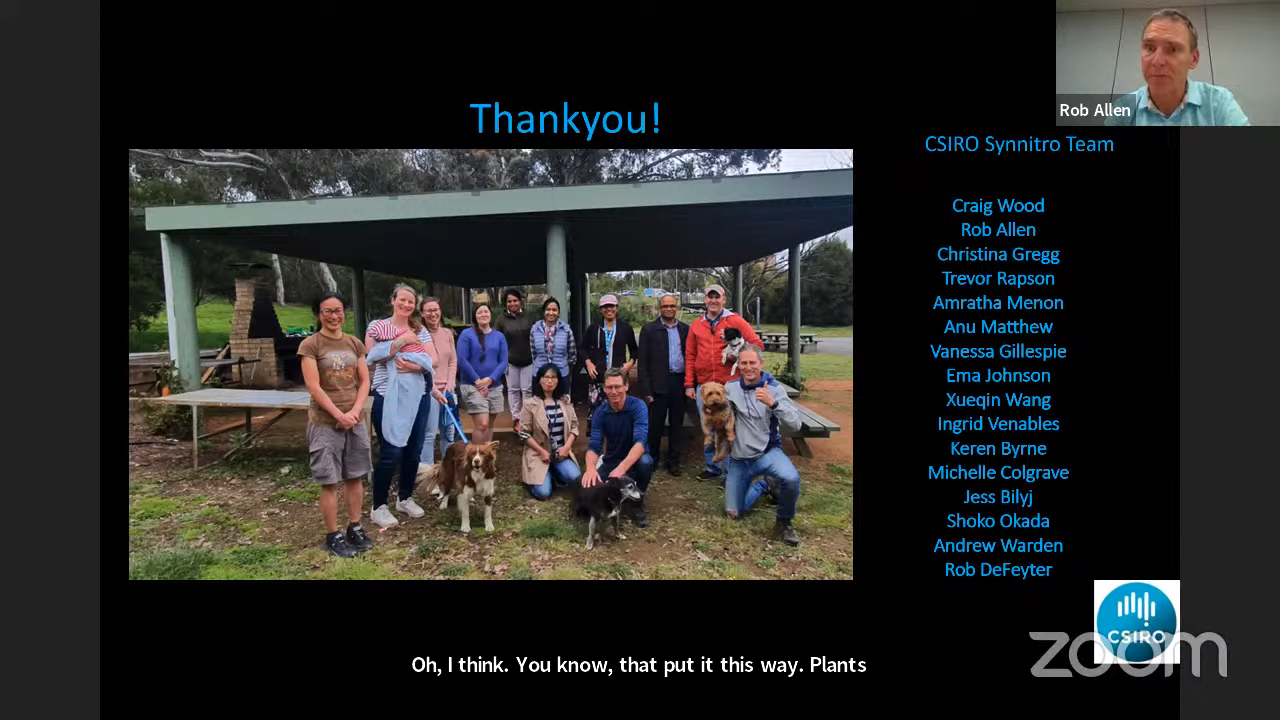 Rob Allen
Thankyou!
CSIRO Synnitro Team
Craig Wood
Rob Allen
Christina Gregg
Trevor Rapson
Amratha Menon
Anu Matthew
Vanessa Gillespie
Ema Johnson
Xueqin Wang
Ingrid Venables
Keren Byrne
Michelle Colgrave
Jess Bilyj
Shoko Okada
Andrew Warden
Rob DeFeyter
CSIRO
zoom
Oh, I think. You know, that put it this way. Plants